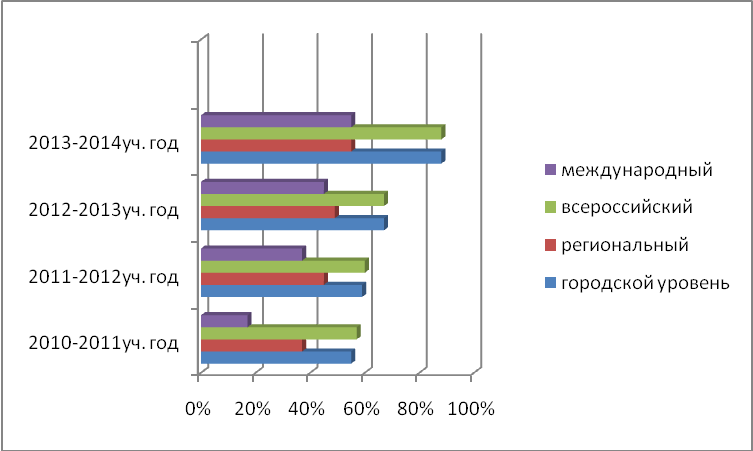 2013-2014уч. год
2012-2013уч. год
2011-2012уч. год
2010-2011уч. год
0% 20% 40% 60% 80% 100%
международный
всероссийский
региональный
городской уровень